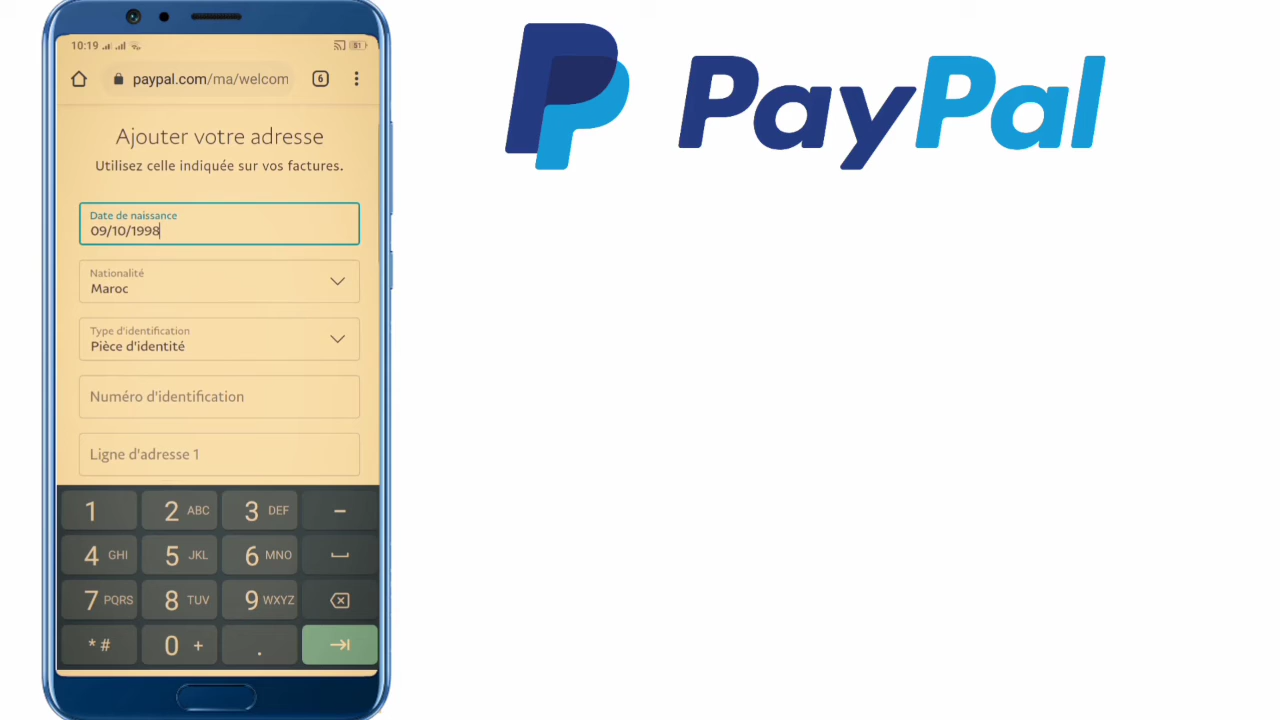 10:19
51
paypal.com/ma/welcom
6
Ajouter votre adresse
Utilisez celle indiquée sur vos factures.
Date de naissance
09/10/1998
Nationalité
Maroc
Type d'identification
Pièce d'identité
Numéro d'identification
Ligne d'adresse 1
1 2 ABC 3 DEF –
4 GHI 5 JKL 6 MNO
7 PQRS 8 TUV 9 WXYZ
* # 0 + .
PayPal